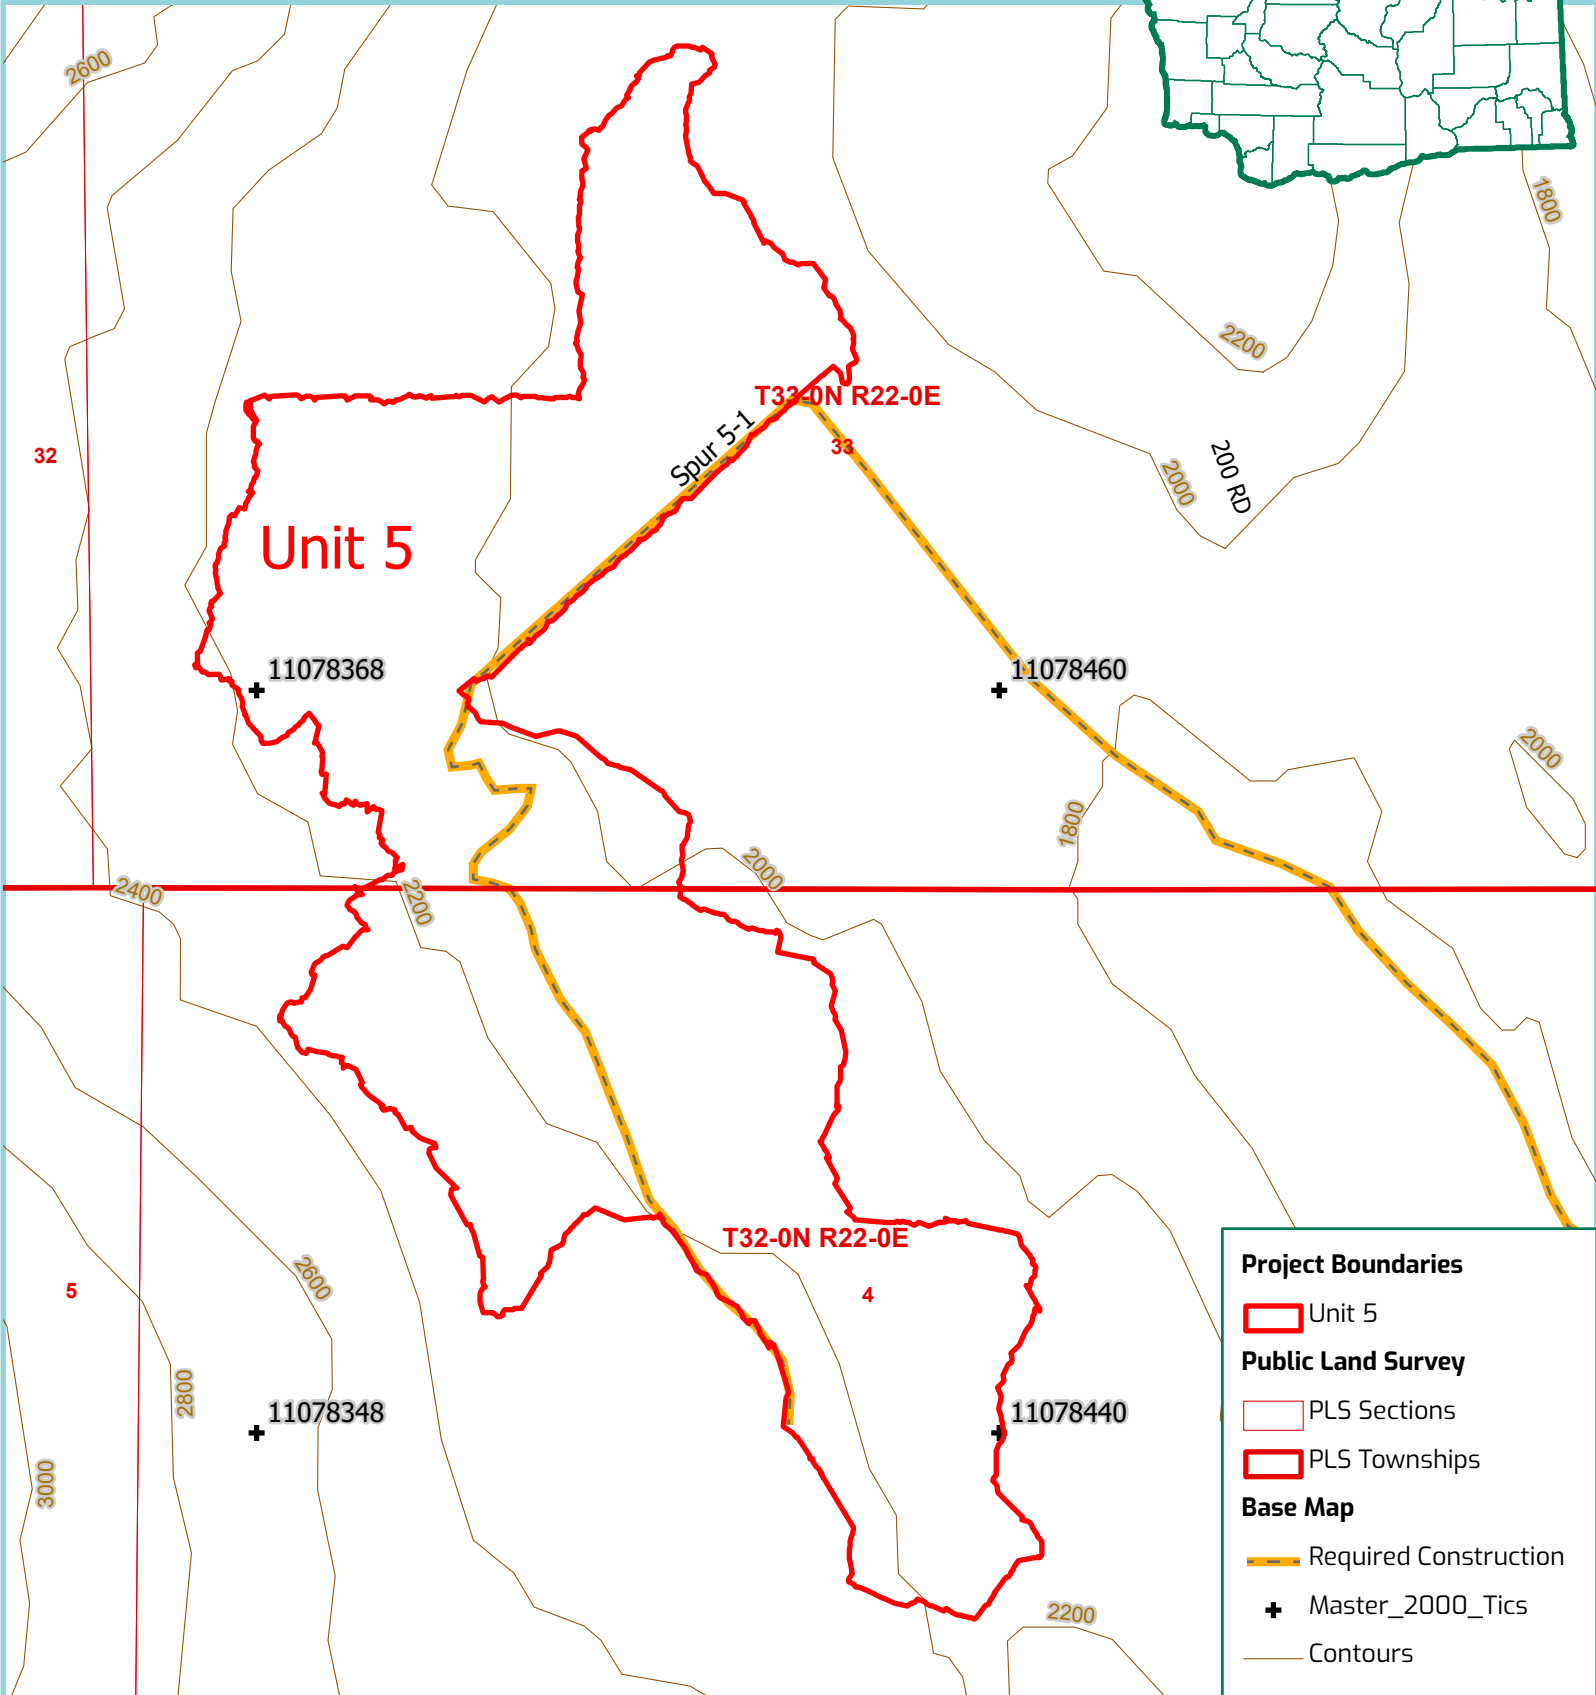 2600
1800
2200
T33-0N R22-0E
Spur 5-1
33
32
2000
200 RD
Unit 5
11078368
11078460
2000
1800
2000
2400
2200
T32-0N R22-0E
2600
5
4
2800
11078348
11078440
3000
2200
Project Boundaries
Unit 5
Public Land Survey
PLS Sections
PLS Townships
Base Map
Required Construction
Master_2000_Tics
Contours